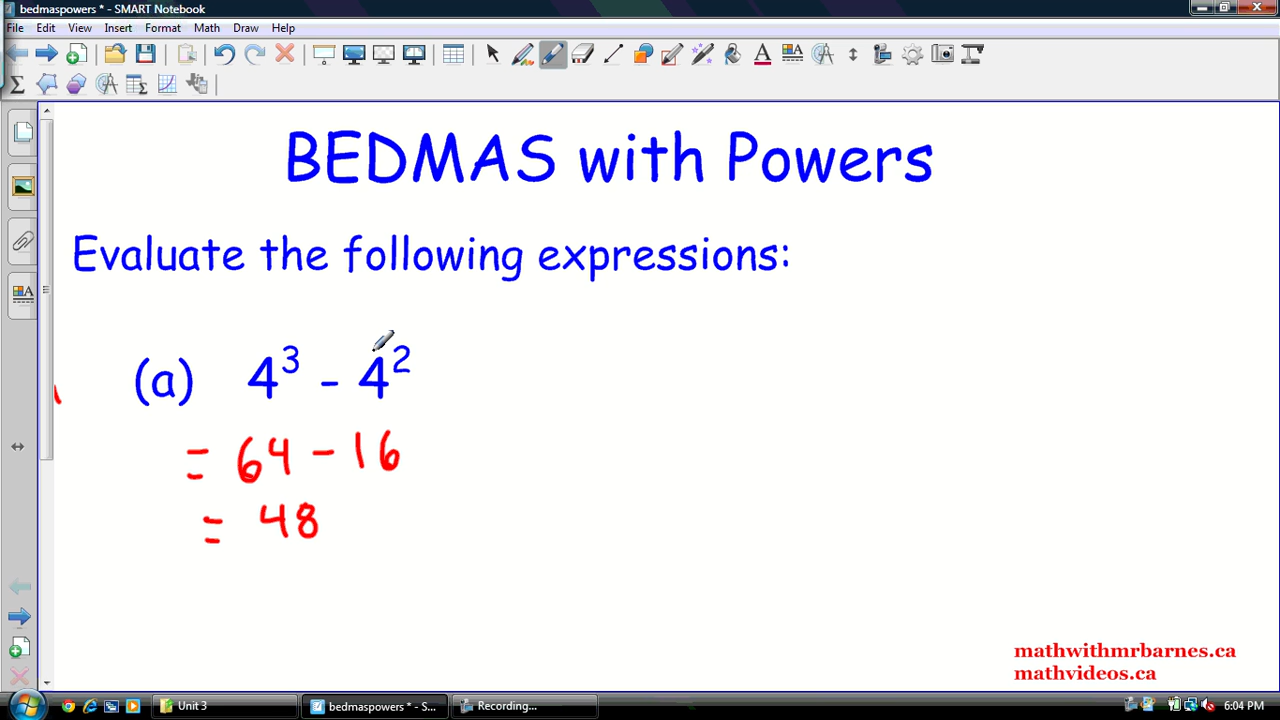 bedmaspowers * - SMART Notebook
File Edit View Insert Format Math Draw Help
BEDMAS with Powers
Evaluate the following expressions:
(a) 4³ - 4²
= 64 - 16
= 48
mathwithmrbarnes.ca
mathvideos.ca
Unit 3 bedmaspowers * - S... Recording... 6:04 PM